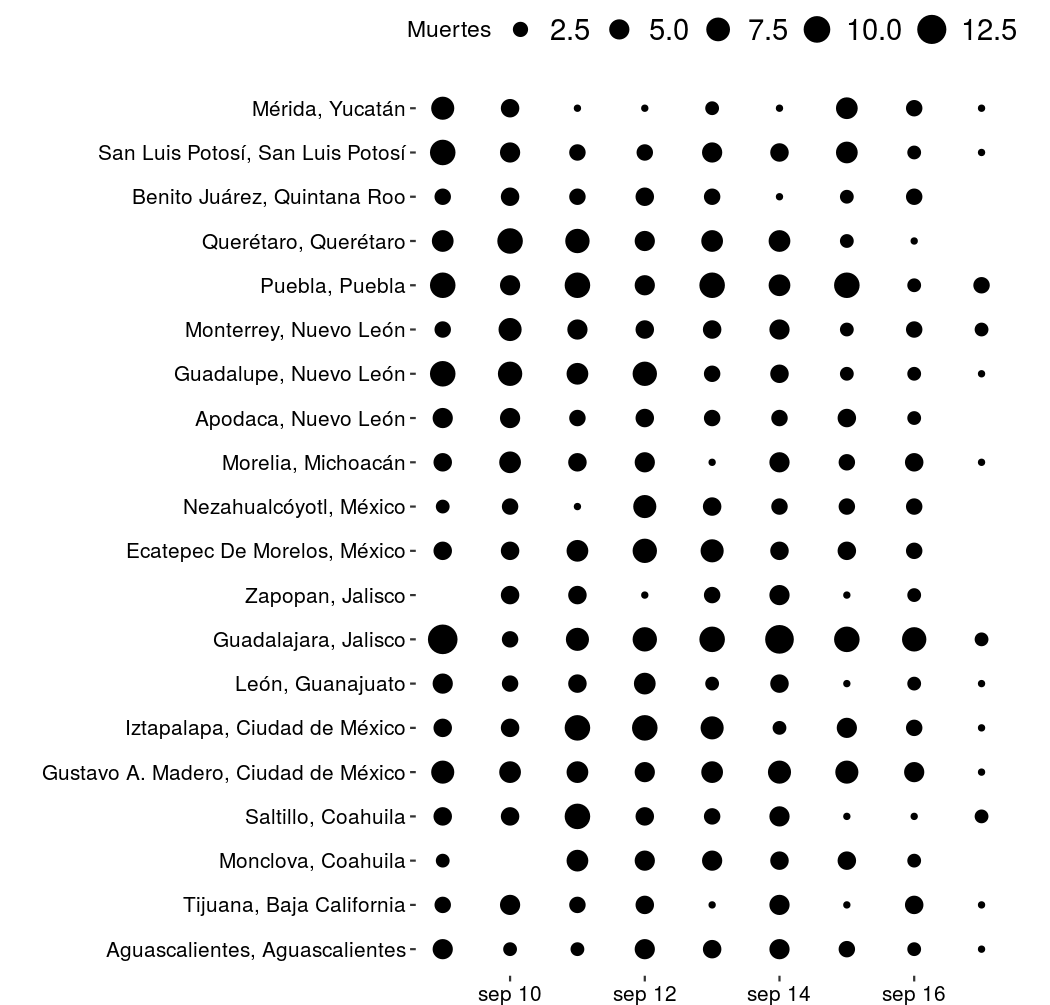 Muertes 2.5 5.0 7.5 10.0 12.5
Mérida, Yucatán
San Luis Potosí, San Luis Potosí
Benito Juárez, Quintana Roo
Querétaro, Querétaro
Puebla, Puebla
Monterrey, Nuevo León
Guadalupe, Nuevo León
Apodaca, Nuevo León
Morelia, Michoacán
Nezahualcóyotl, México
Ecatepec De Morelos, México
Zapopan, Jalisco
Guadalajara, Jalisco
León, Guanajuato
Iztapalapa, Ciudad de México
Gustavo A. Madero, Ciudad de México
Saltillo, Coahuila
Monclova, Coahuila
Tijuana, Baja California
Aguascalientes, Aguascalientes
sep 10 sep 12 sep 14 sep 16